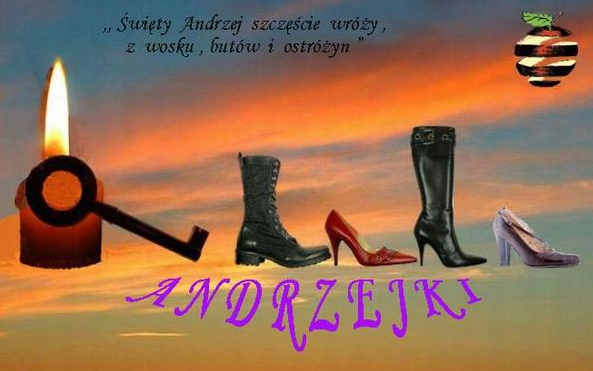 ,, Święty Andrzej szczęście wróży ,
z wosku , butów i ostróżyn ”
ANDRZEJKI